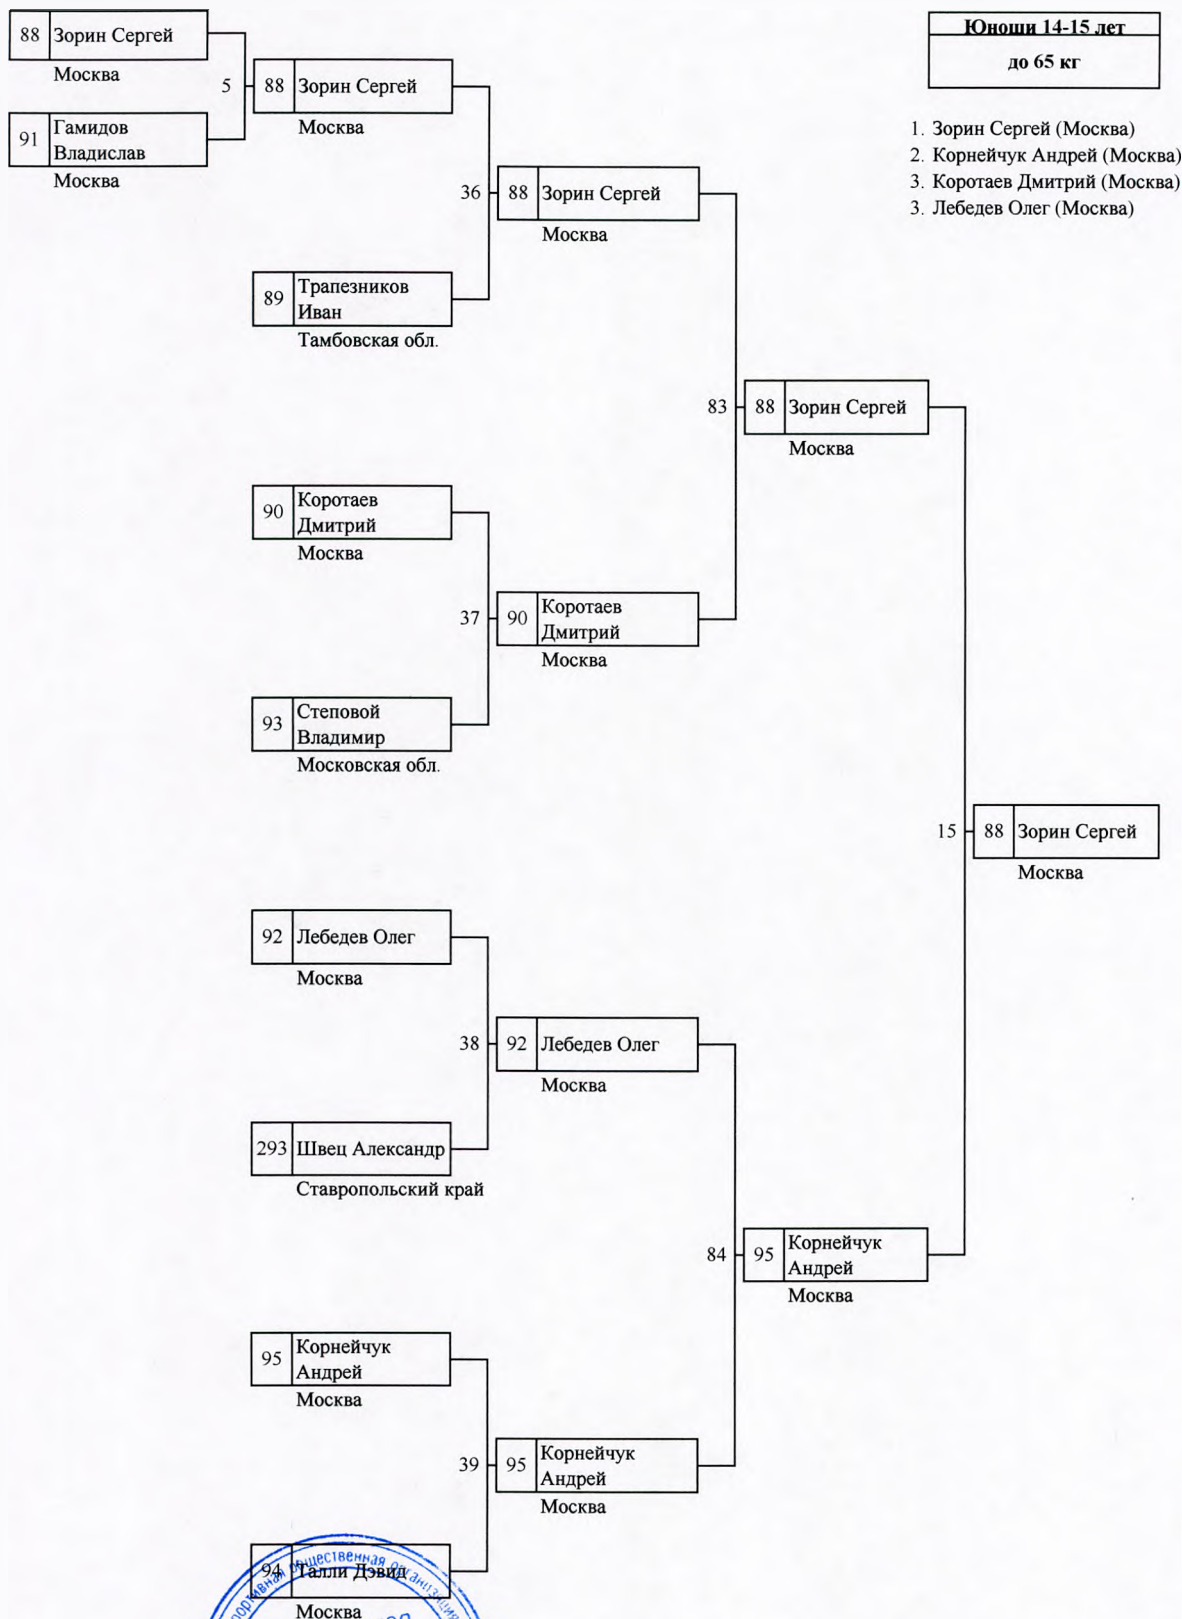 88 Зорин Сергей
Москва
5
91 Гамидов
Владислав
Москва
88 Зорин Сергей
Москва
36
89 Трапезников
Иван
Тамбовская обл.
88 Зорин Сергей
Москва
83
90 Коротаев
Дмитрий
Москва
37
93 Степовой
Владимир
Московская обл.
90 Коротаев
Дмитрий
Москва
88 Зорин Сергей
Москва
15
88 Зорин Сергей
Москва
92 Лебедев Олег
Москва
38
293 Швец Александр
Ставропольский край
92 Лебедев Олег
Москва
84
95 Корнейчук
Андрей
Москва
95 Корнейчук
Андрей
Москва
39
94 Талли Дэвид
Москва
95 Корнейчук
Андрей
Москва
Юноши 14-15 лет
до 65 кг
1. Зорин Сергей (Москва)
2. Корнейчук Андрей (Москва)
3. Коротаев Дмитрий (Москва)
3. Лебедев Олег (Москва)
общественная организация